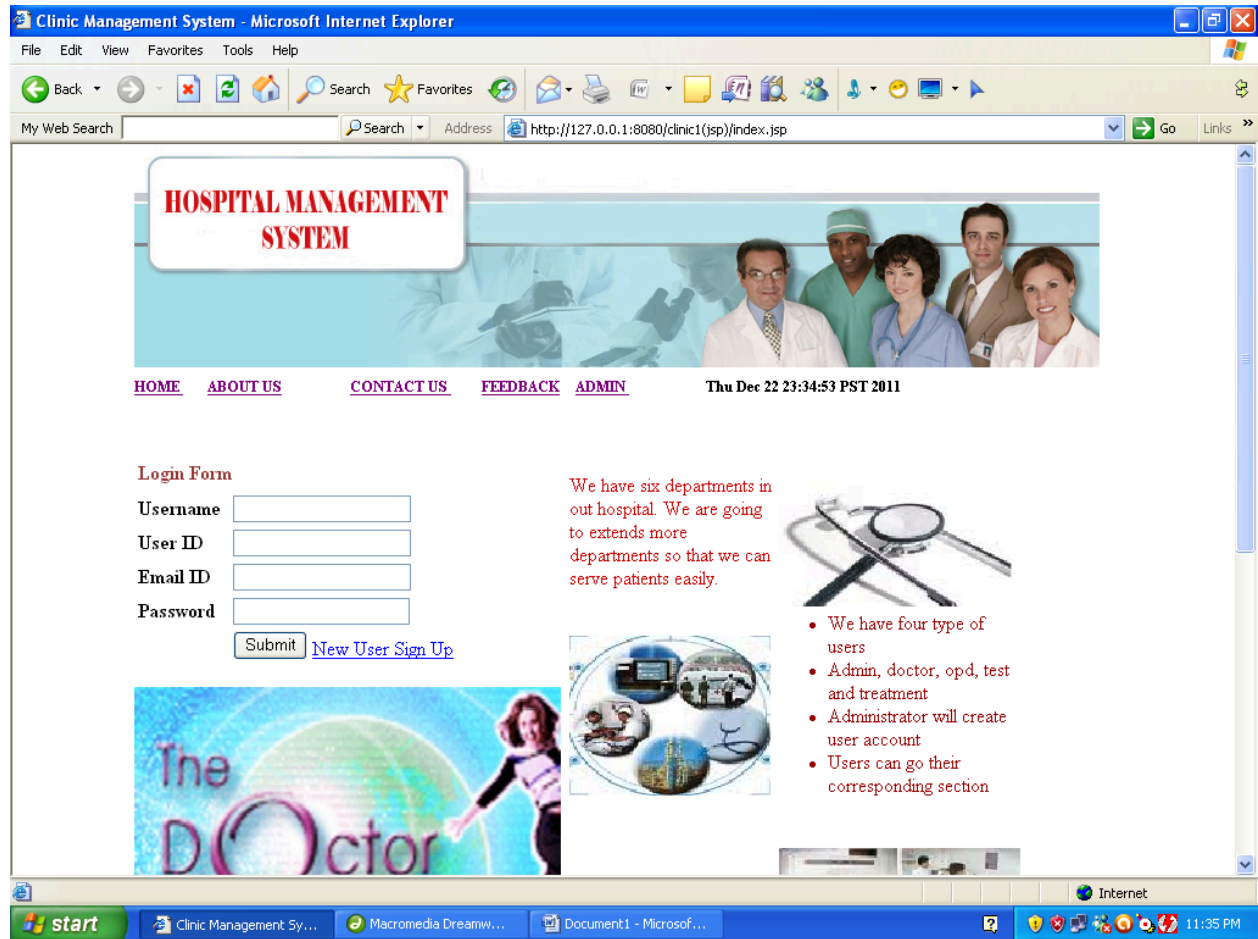 Clinic Management System - Microsoft Internet Explorer
File Edit View Favorites Tools Help
Back Search Favorites
My Web Search Search Address http://127.0.0.1:8080/clinic1(jsp)/index.jsp Go Links »
HOSPITAL MANAGEMENT
SYSTEM
HOME ABOUT US CONTACT US FEEDBACK ADMIN Thu Dec 22 23:34:53 PST 2011
Login Form
Username
User ID
Email ID
Password
Submit New User Sign Up
We have six departments in
out hospital. We are going
to extends more
departments so that we can
serve patients easily.
• We have four type of
users
• Admin, doctor, opd, test
and treatment
• Administrator will create
user account
• Users can go their
corresponding section
The
DOctor
Internet
start Clinic Management Sy... Macromedia Dreamw... Document1 - Microsof... 11:35 PM